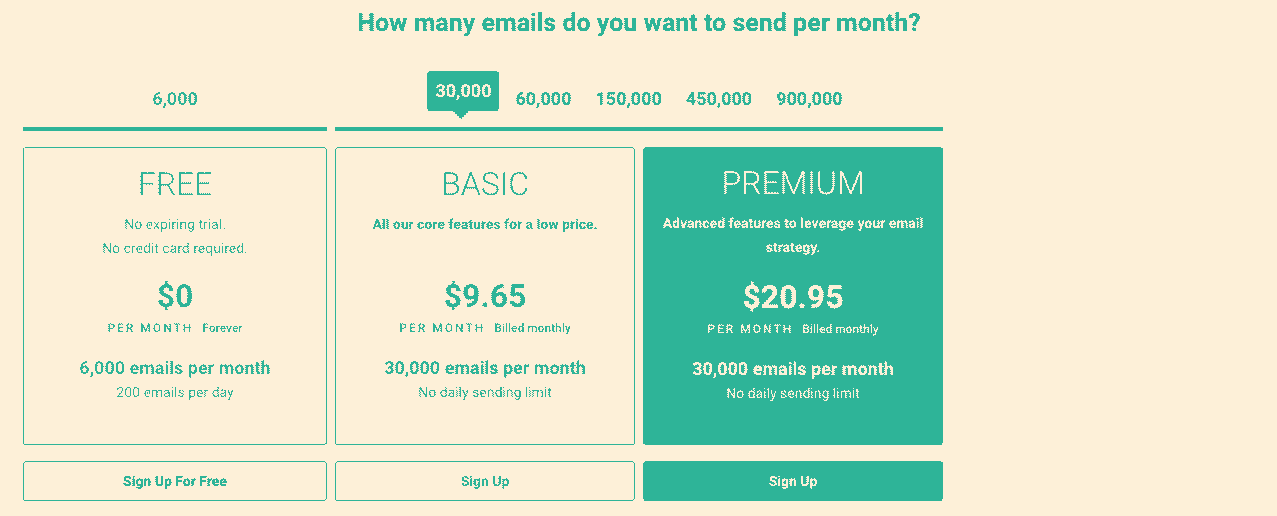 How many emails do you want to send per month?
6,000
30,000
60,000
150,000
450,000
900,000
FREE
No expiring trial.
No credit card required.
$0
PER MONTH Forever
6,000 emails per month
200 emails per day
Sign Up For Free
BASIC
All our core features for a low price.
$9.65
PER MONTH Billed monthly
30,000 emails per month
No daily sending limit
Sign Up
PREMIUM
Advanced features to leverage your email
strategy.
$20.95
PER MONTH Billed monthly
30,000 emails per month
No daily sending limit
Sign Up